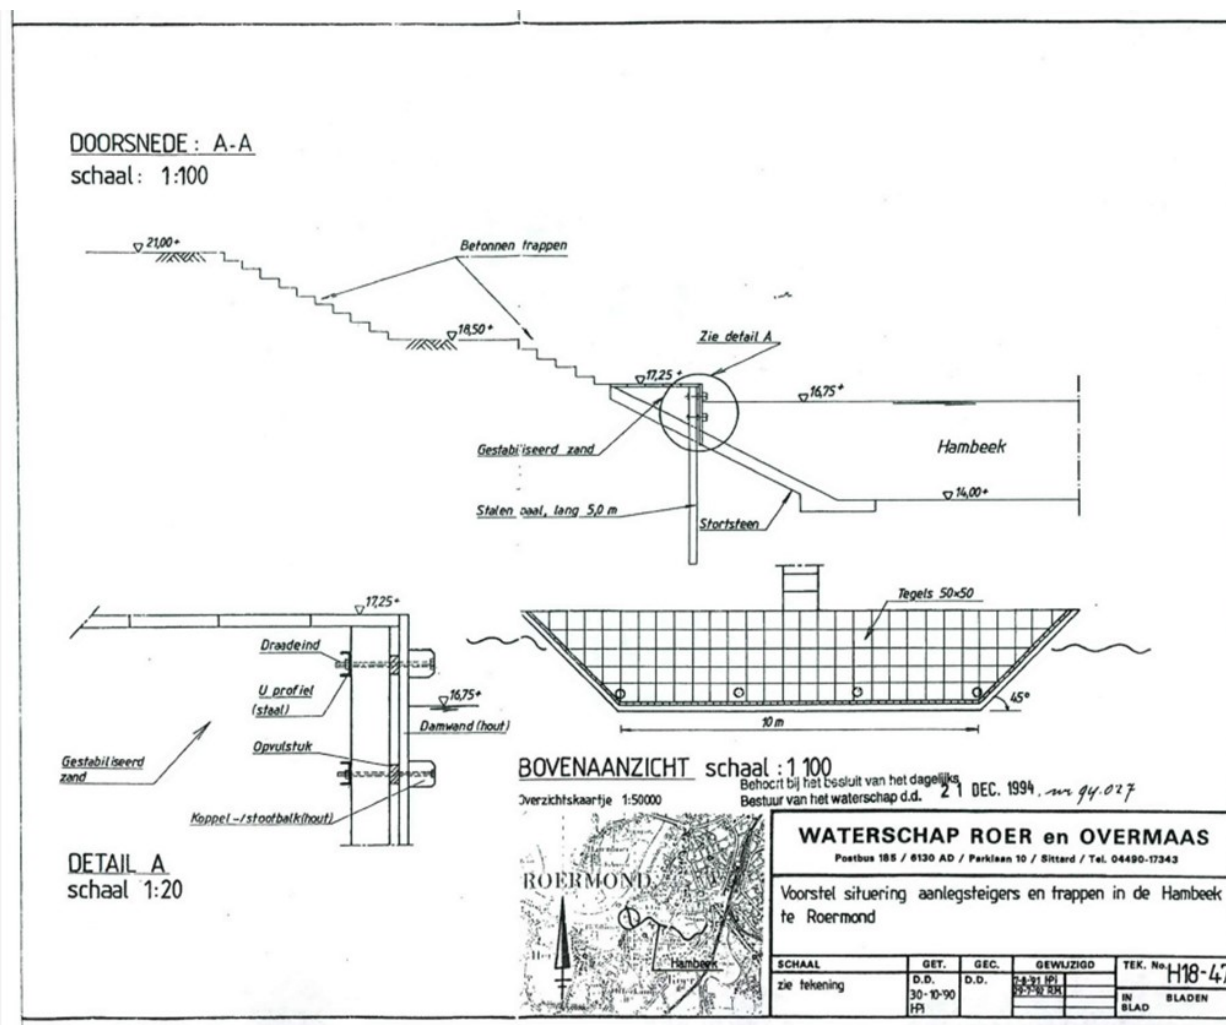 DOORSNEDE : A-A
schaal : 1:100
21,00+
Betonnen trappen
18,50+
Zie detail A
17,25+
16,75+
Gestabiliseerd zand
Hambeek
14,00+
Stalen paal, lang 5,0 m
Stortsteen
17,25+
Draadeind
U profiel
(staal)
16,75+
Damwand (hout)
Gestabiliseerd
zand
Opvulstuk
Koppel-/stootbalk(hout)
DETAIL A
schaal 1:20
Tegels 50x50
45°
10 m
BOVENAANZICHT schaal : 1 100
Overzichtskaartje 1:50000
Behoort bij het besluit van het dagelijks
Bestuur van het waterschap d.d. 21 DEC. 1994. nr 94.027
ROERMOND
Hambeek
WATERSCHAP ROER en OVERMAAS
Postbus 185 / 6130 AD / Parklaan 10 / Sittard / Tel. 04490-17343
Voorstel situering aanlegsteigers en trappen in de Hambeek
te Roermond
SCHAAL GET. GEC. GEWIJZIGD TEK. No. H18-47
zie tekening D.D. D.D.
30-10-'90
HPi
IN BLADEN
BLAD